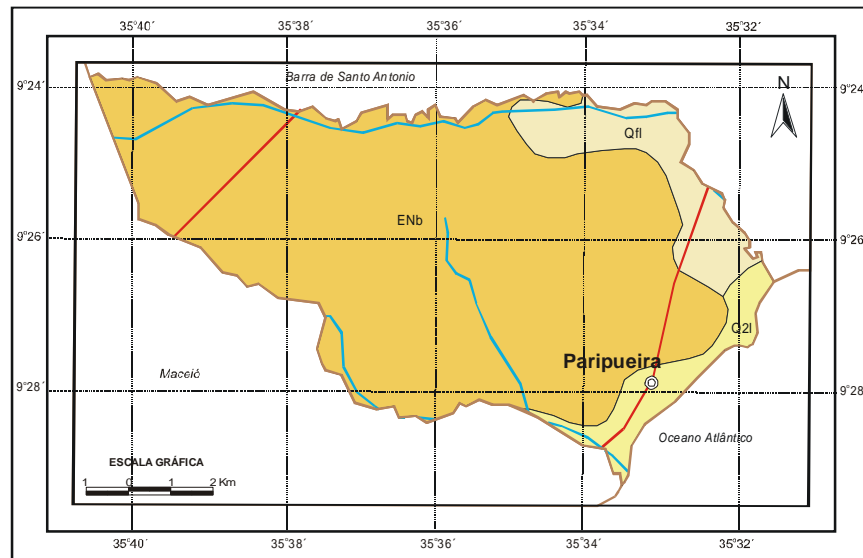 35°40´ 35°38´ 35°36´ 35°34´ 35°32´
Barra de Santo Antonio
9°24´ 9°24´
N
Qfl
ENb
9°26´ 9°26´
Q2l
Paripueira
Maceió
9°28´ 9°28´
Oceano Atlântico
ESCALA GRÁFICA
1 0 1 2 Km
35°40´ 35°38´ 35°36´ 35°34´ 35°32´